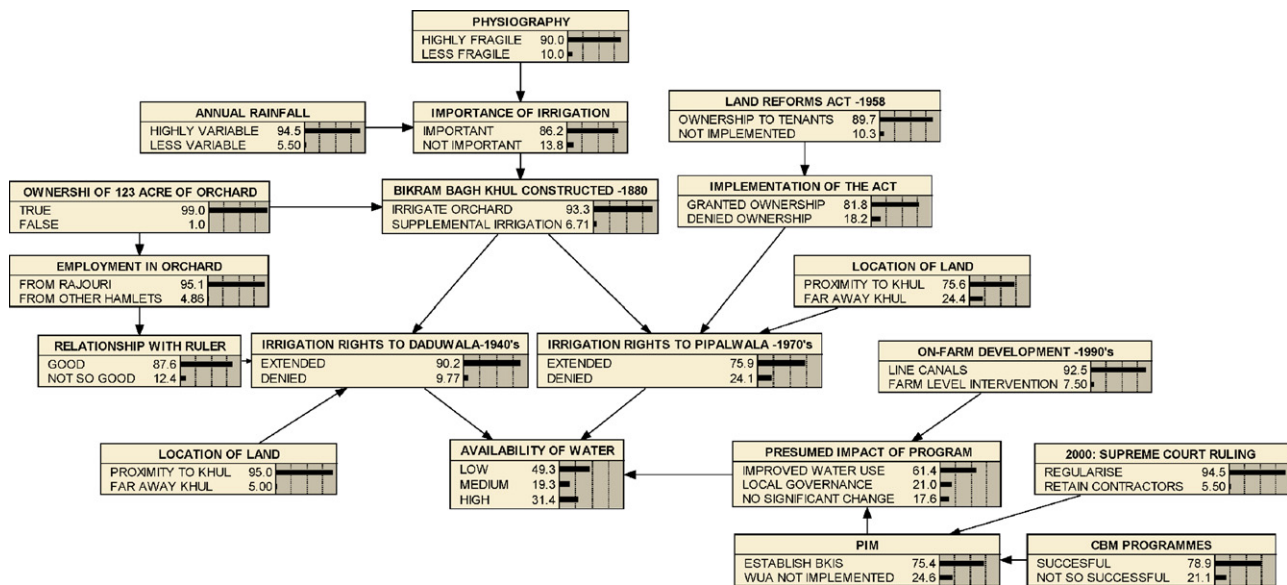 PHYSIOGRAPHY
HIGHLY FRAGILE 90.0
LESS FRAGILE 10.0
ANNUAL RAINFALL
HIGHLY VARIABLE 94.5
LESS VARIABLE 5.50
IMPORTANCE OF IRRIGATION
IMPORTANT 86.2
NOT IMPORTANT 13.8
LAND REFORMS ACT -1958
OWNERSHIP TO TENANTS 89.7
NOT IMPLEMENTED 10.3
OWNERSHI OF 123 ACRE OF ORCHARD
TRUE 99.0
FALSE 1.0
BIKRAM BAGH KHUL CONSTRUCTED -1880
IRRIGATE ORCHARD 93.3
SUPPLEMENTAL IRRIGATION 6.71
IMPLEMENTATION OF THE ACT
GRANTED OWNERSHIP 81.8
DENIED OWNERSHIP 18.2
EMPLOYMENT IN ORCHARD
FROM RAJOURI 95.1
FROM OTHER HAMLETS 4.86
LOCATION OF LAND
PROXIMITY TO KHUL 75.6
FAR AWAY KHUL 24.4
RELATIONSHIP WITH RULER
GOOD 87.6
NOT SO GOOD 12.4
IRRIGATION RIGHTS TO DADUWALA-1940's
EXTENDED 90.2
DENIED 9.77
IRRIGATION RIGHTS TO PIPALWALA -1970's
EXTENDED 75.9
DENIED 24.1
ON-FARM DEVELOPMENT -1990's
LINE CANALS 92.5
FARM LEVEL INTERVENTION 7.50
LOCATION OF LAND
PROXIMITY TO KHUL 95.0
FAR AWAY KHUL 5.00
AVAILABILITY OF WATER
LOW 49.3
MEDIUM 19.3
HIGH 31.4
PRESUMED IMPACT OF PROGRAM
IMPROVED WATER USE 61.4
LOCAL GOVERNANCE 21.0
NO SIGNIFICANT CHANGE 17.6
2000: SUPREME COURT RULING
REGULARISE 94.5
RETAIN CONTRACTORS 5.50
PIM
ESTABLISH BKIS 75.4
WUA NOT IMPLEMENTED 24.6
CBM PROGRAMMES
SUCCESFUL 78.9
NOT SO SUCCESSFUL 21.1